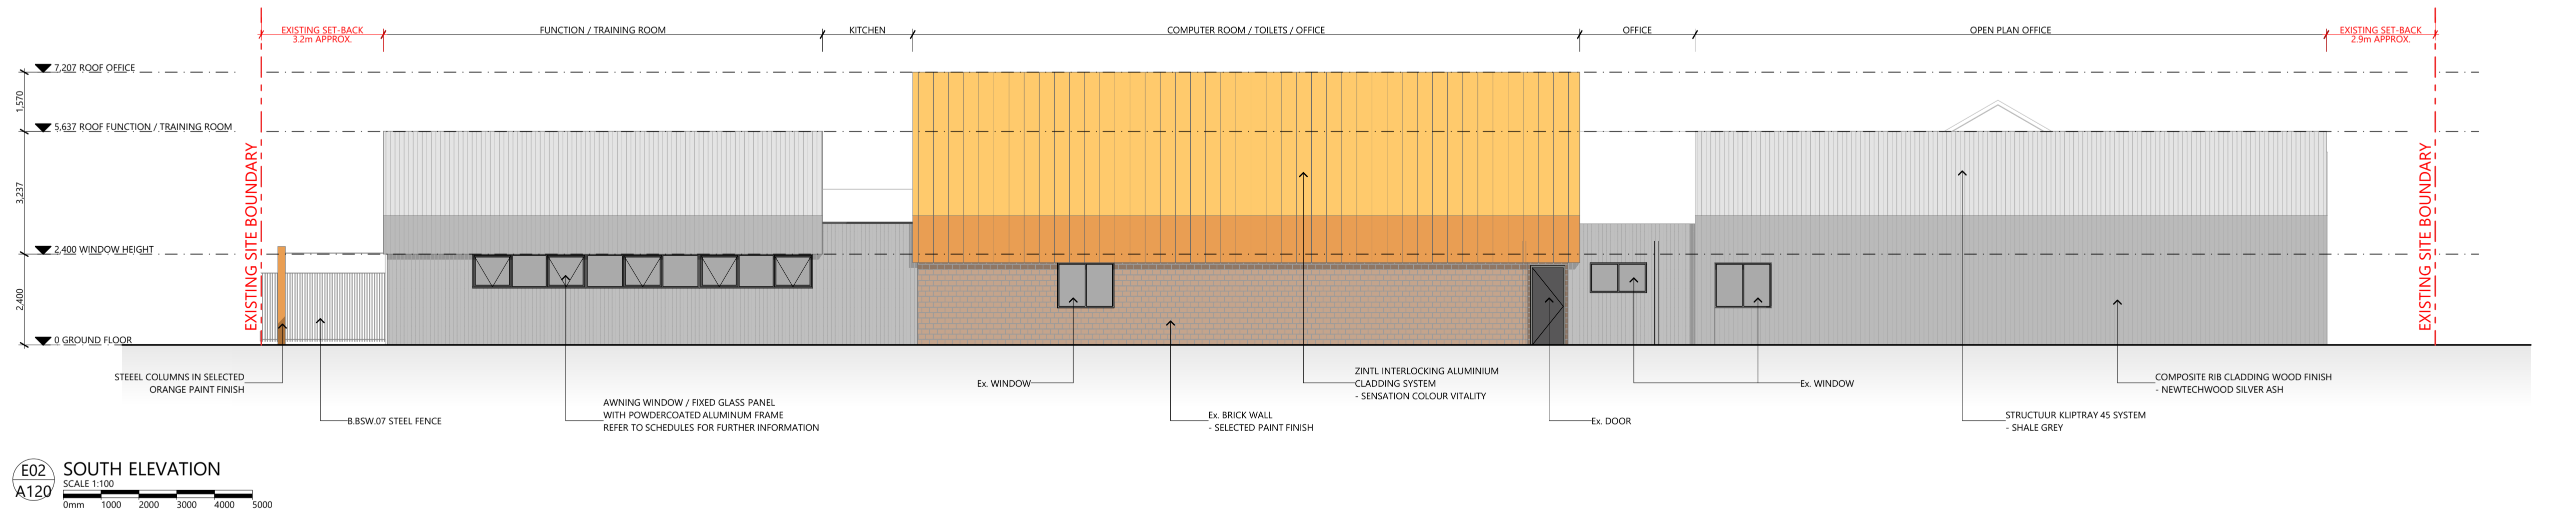 EXISTING SET-BACK
3.2m APPROX.
FUNCTION / TRAINING ROOM
KITCHEN
COMPUTER ROOM / TOILETS / OFFICE
OFFICE
OPEN PLAN OFFICE
EXISTING SET-BACK
2.9m APPROX.
7,207 ROOF OFFICE
1,570
5,637 ROOF FUNCTION / TRAINING ROOM
3,237
2,400 WINDOW HEIGHT
2,400
0 GROUND FLOOR
EXISTING SITE BOUNDARY
EXISTING SITE BOUNDARY
STEEEL COLUMNS IN SELECTED
ORANGE PAINT FINISH
B.BSW.07 STEEL FENCE
AWNING WINDOW / FIXED GLASS PANEL
WITH POWDERCOATED ALUMINUM FRAME
REFER TO SCHEDULES FOR FURTHER INFORMATION
Ex. WINDOW
Ex. BRICK WALL
- SELECTED PAINT FINISH
ZINTL INTERLOCKING ALUMINIUM
CLADDING SYSTEM
- SENSATION COLOUR VITALITY
Ex. DOOR
Ex. WINDOW
STRUCTUUR KLIPTRAY 45 SYSTEM
- SHALE GREY
COMPOSITE RIB CLADDING WOOD FINISH
- NEWTECHWOOD SILVER ASH
E02
A120
SOUTH ELEVATION
SCALE 1:100
0mm 1000 2000 3000 4000 5000